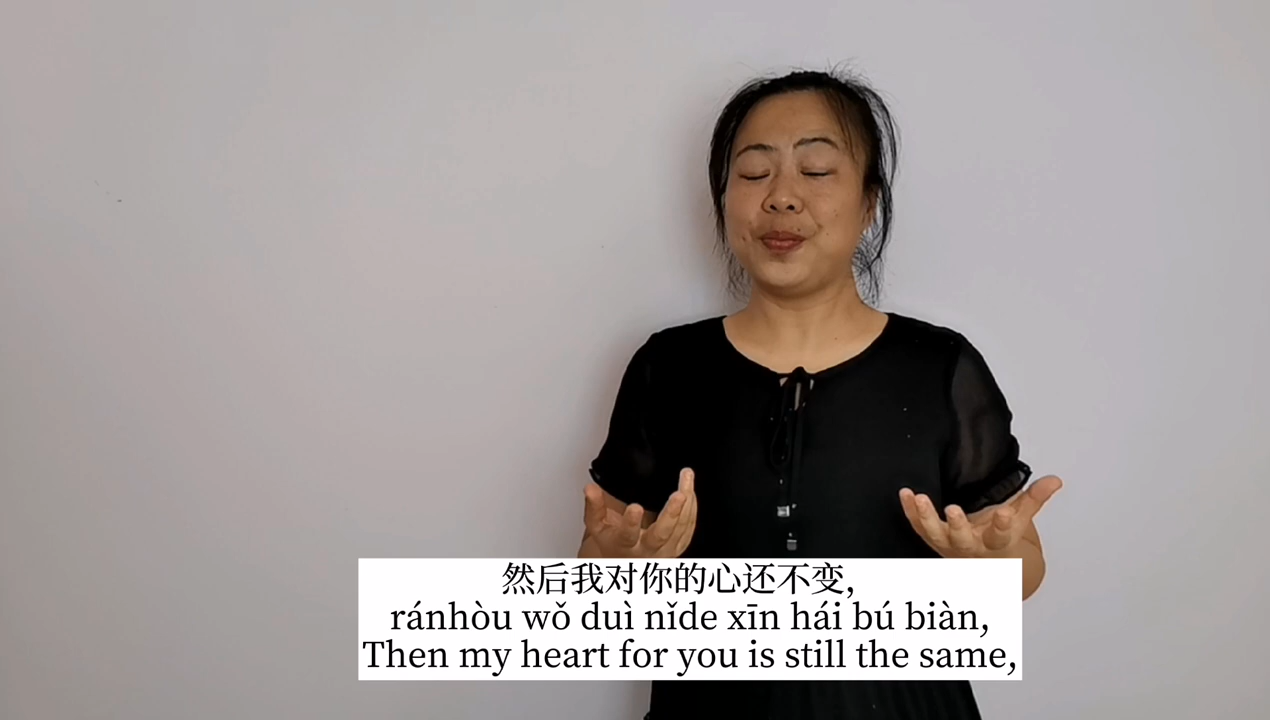 然后我对你的心还不变,
ránhòu wǒ duì nǐde xīn hái bú biàn,
Then my heart for you is still the same,